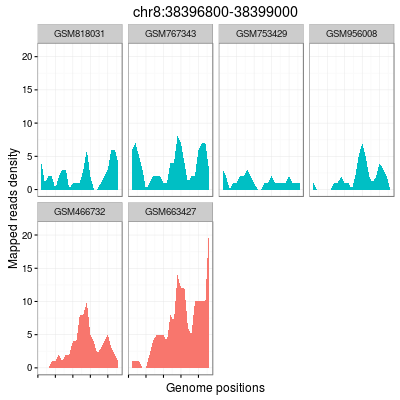 chr8:38396800-38399000
GSM818031 GSM767343 GSM753429 GSM956008
20
15
10
5
0
GSM466732 GSM663427
20
15
10
5
0
Mapped reads density
Genome positions